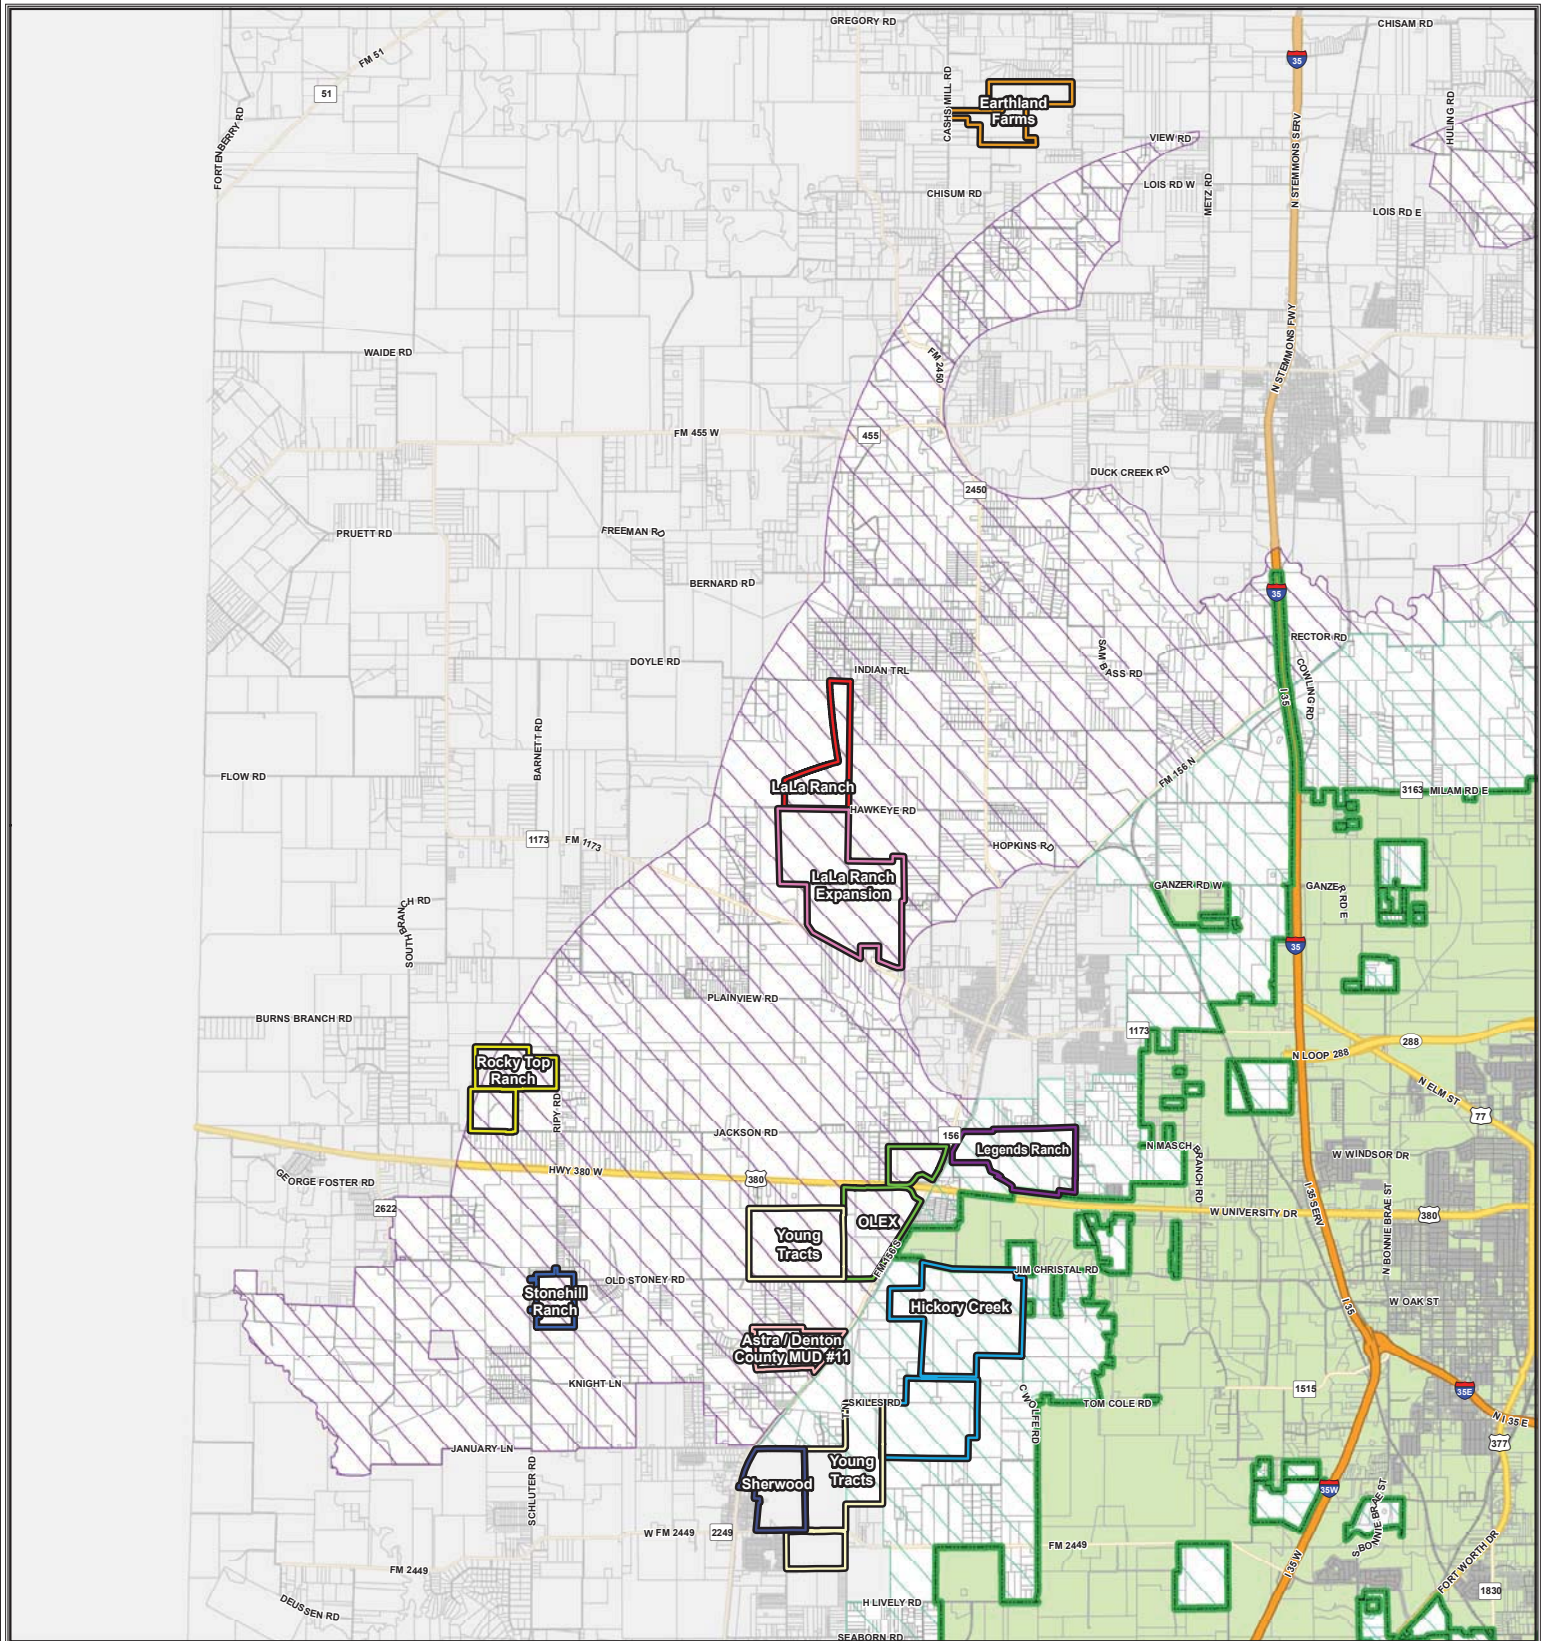 GREGORY RD
CHISAM RD
FM 51
35
51
CASHS MILL RD
Earthland
Farms
HULING RD
FORTENBERRY RD
N STEMMONS SERV
VIEW RD
CHISUM RD
LOIS RD W
METZ RD
LOIS RD E
N STEMMONS FWY
WAIDE RD
FM 2450
FM 455 W
455
DUCK CREEK RD
2450
PRUETT RD
FREEMAN RD
BERNARD RD
35
RECTOR RD
DOYLE RD
INDIAN TRL
SAM BASS RD
COWLING RD
I 35
BARNETT RD
FLOW RD
FM 156 N
LaLa Ranch
3163
MILAM RD E
HAWKEYE RD
1173
FM 1173
HOPKINS RD
LaLa Ranch
Expansion
GANZER RD W
GANZER RD E
SOUTH BRANCH RD
35
PLAINVIEW RD
BURNS BRANCH RD
1173
288
N LOOP 288
Rocky Top
Ranch
N ELM ST
77
RIPY RD
JACKSON RD
156
Legends Ranch
N MASCH BRANCH RD
W WINDSOR DR
HWY 380 W
380
GEORGE FOSTER RD
2622
I 35 SERV
N BONNIE BRAE ST
W UNIVERSITY DR
380
OLEX
Young
Tracts
FM 156 S
JIM CHRISTAL RD
OLD STONEY RD
Stonehill
Ranch
Hickory Creek
W OAK ST
I 35
Astra / Denton
County MUD #11
KNIGHT LN
1515
35E
C WOLFE RD
SKILES RD
TOM COLE RD
N I 35 E
377
JANUARY LN
Young
Tracts
Sherwood
SCHLUTER RD
35W
S BONNIE BRAE ST
W FM 2449
2249
FM 2449
FM 2449
I 35 W
FORT WORTH DR
1830
DEUSSEN RD
H LIVELY RD
SEABORN RD